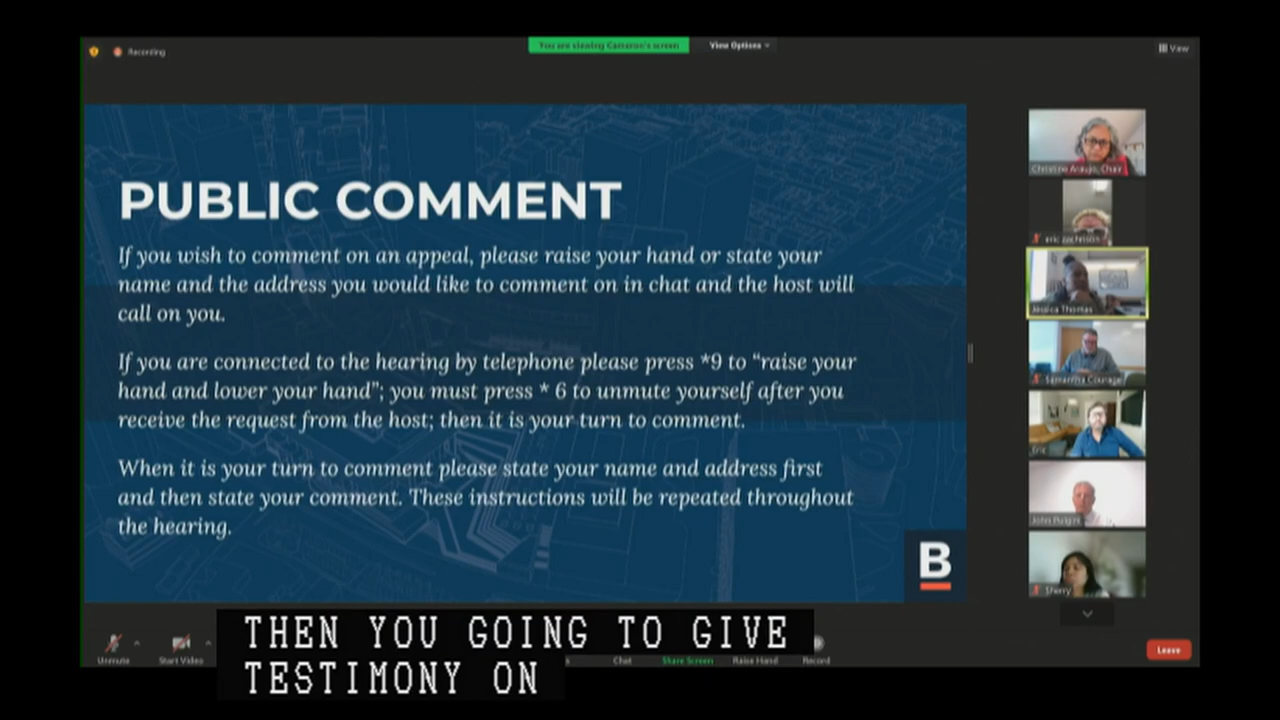 Recording
You are viewing Cameron's screen
View Options
View
PUBLIC COMMENT
If you wish to comment on an appeal, please raise your hand or state your
name and the address you would like to comment on in chat and the host will
call on you.
If you are connected to the hearing by telephone please press *9 to “raise your
hand and lower your hand”; you must press * 6 to unmute yourself after you
receive the request from the host; then it is your turn to comment.
When it is your turn to comment please state your name and address first
and then state your comment. These instructions will be repeated throughout
the hearing.
B
Christine Araujo, Chair
Jessica Thomas
Eric
Sherry
THEN YOU GOING TO GIVE
TESTIMONY ON
Unmute
Start Video
Chat
Share Screen
Raise Hand
Record
Leave